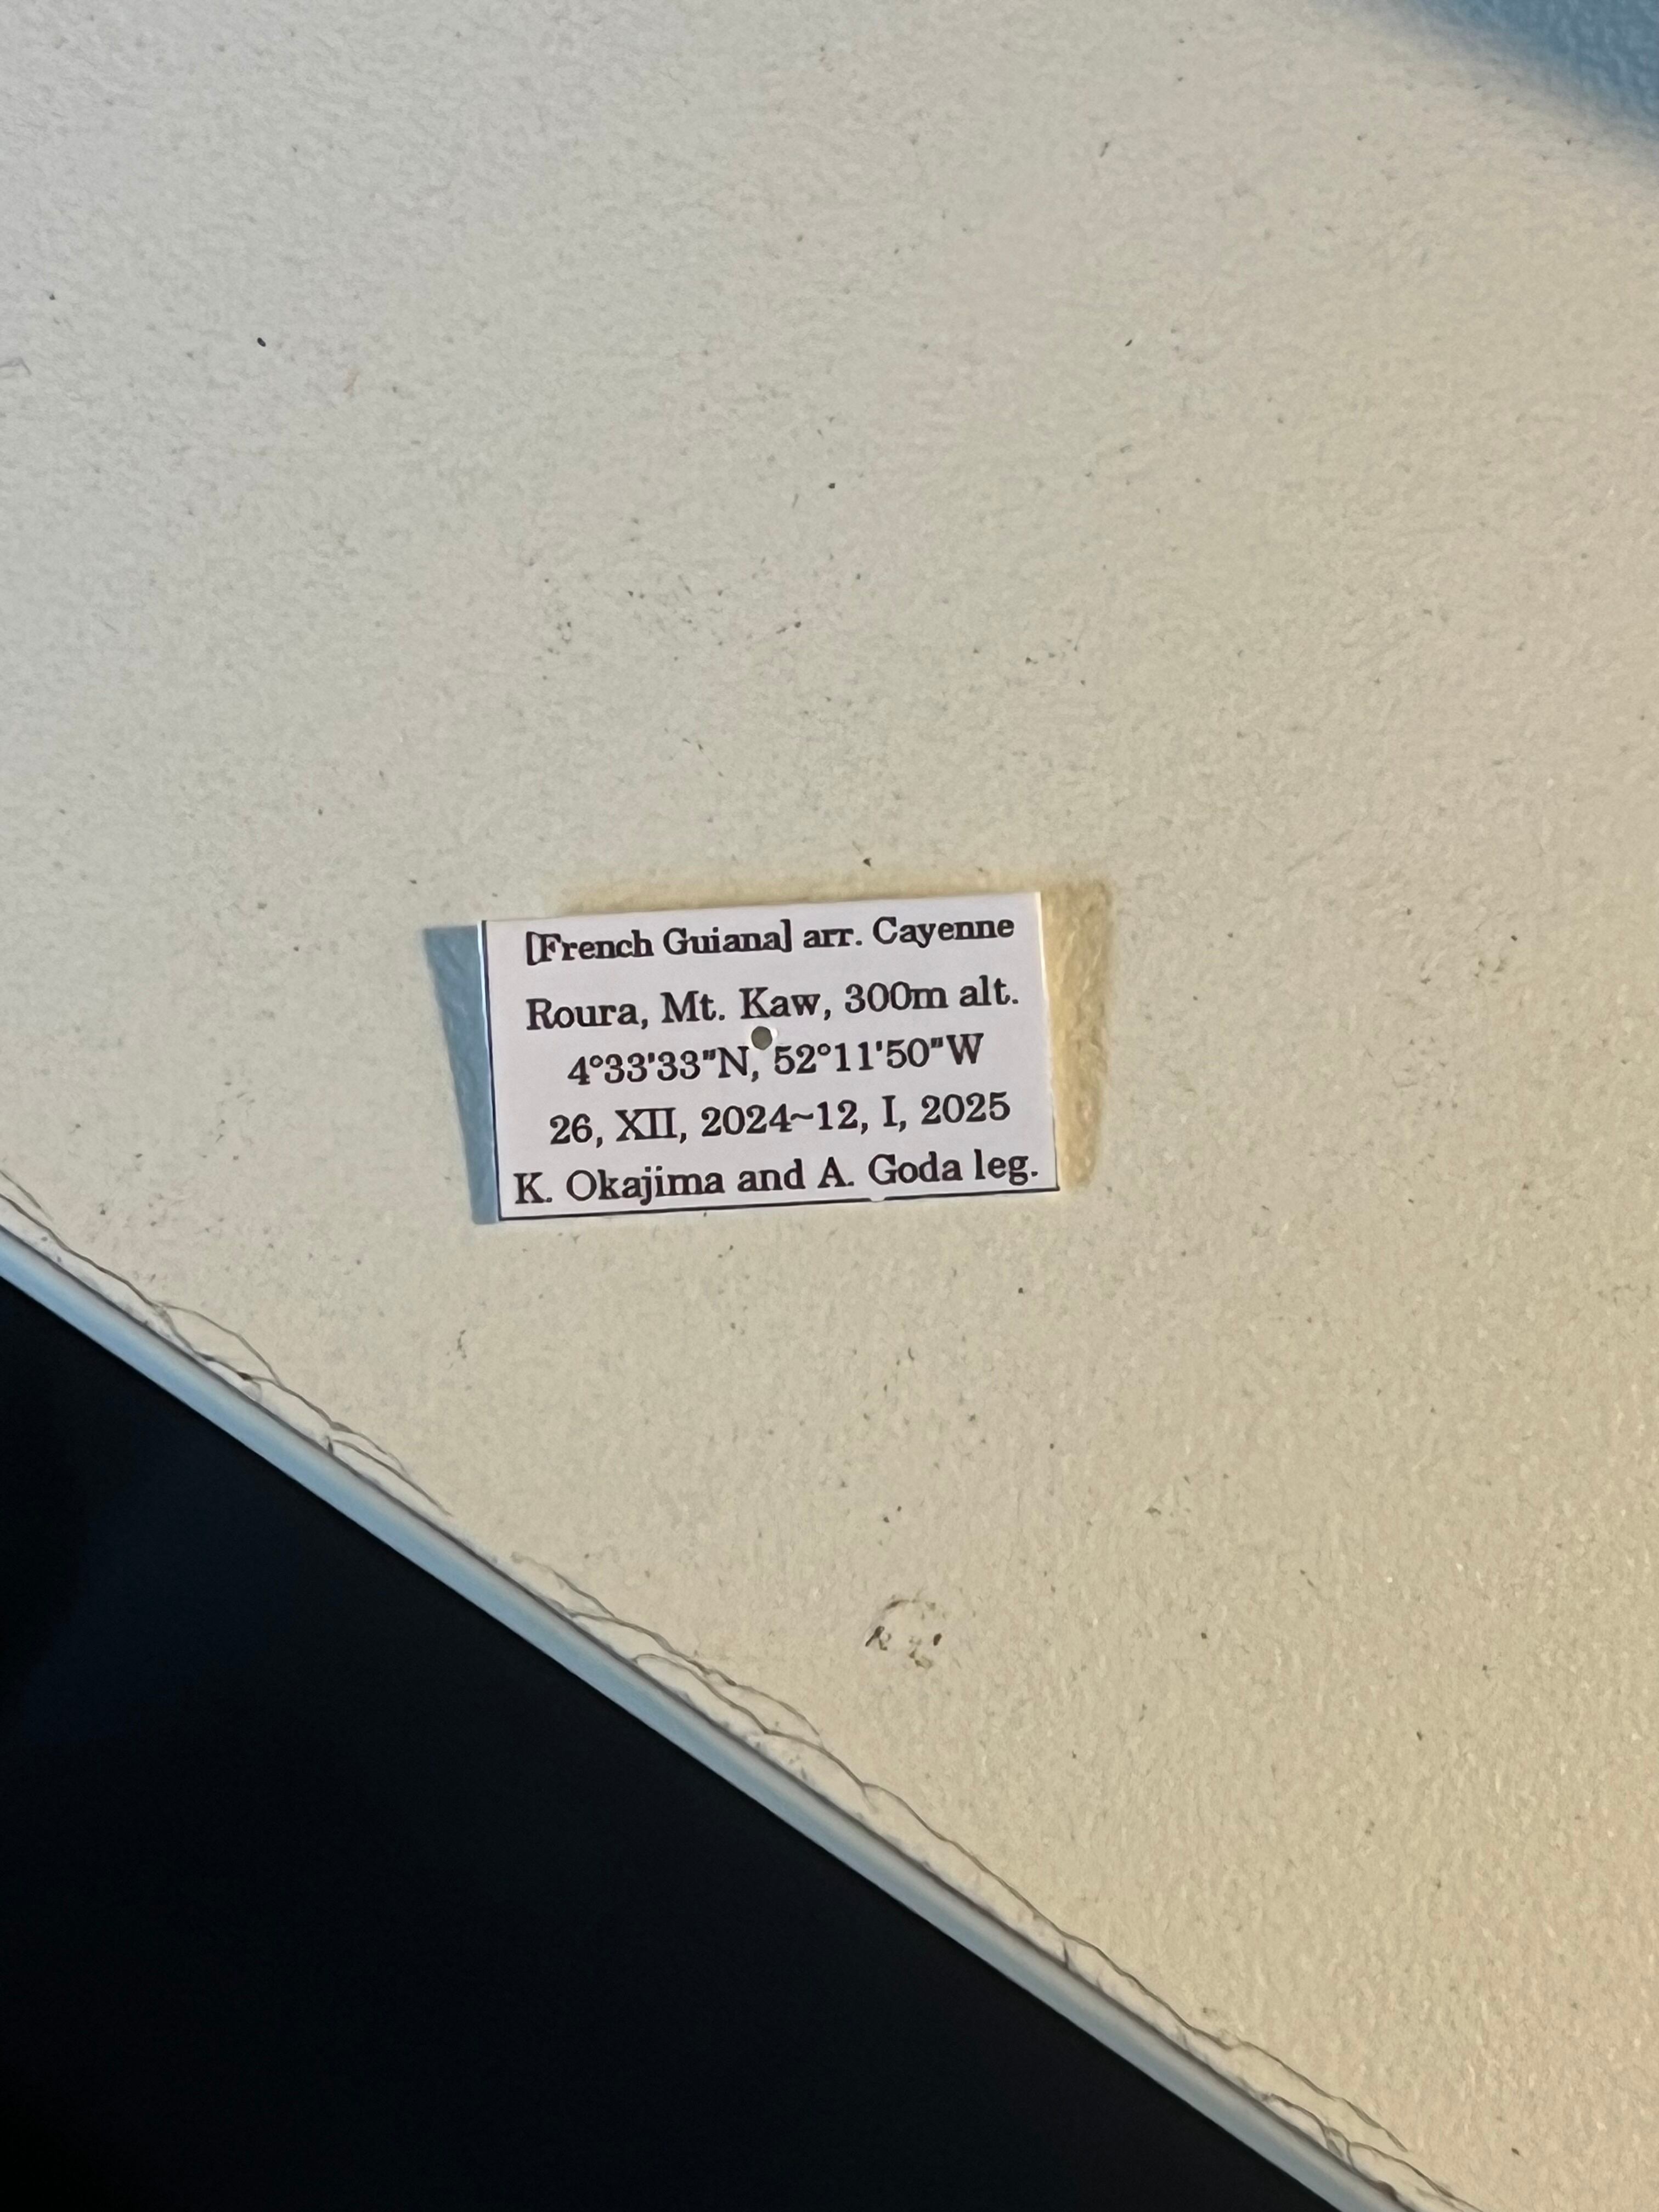 [French Guiana] arr. Cayenne
Roura, Mt. Kaw, 300m alt.
4°33'33"N, 52°11'50"W
26, XII, 2024~12, I, 2025
K. Okajima and A. Goda leg.